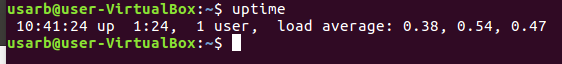 usarb@user-VirtualBox:~$ uptime
 10:41:24 up  1:24,  1 user,  load average: 0.38, 0.54, 0.47
usarb@user-VirtualBox:~$